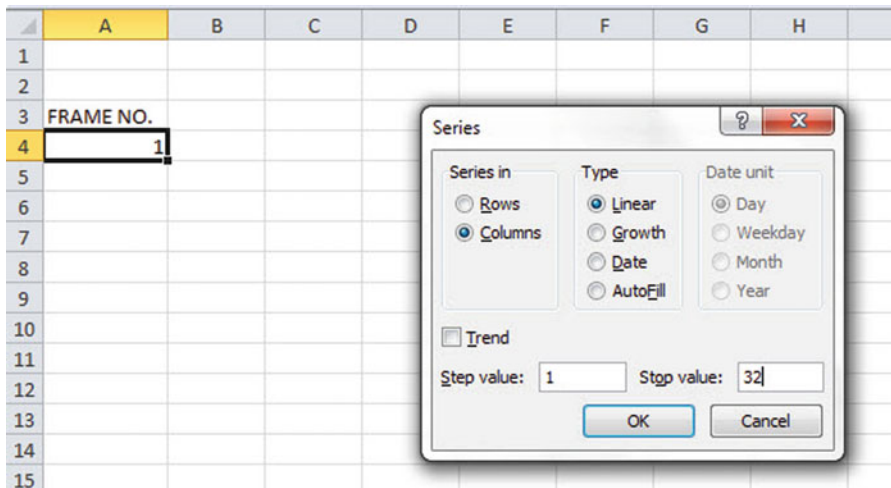 A B C D E F G H
1
2
3 FRAME NO.
4 1
5
6
7
8
9
10
11
12
13
14
15
Series ?
Series in Type Date unit
Rows Linear Day
Columns Growth Weekday
Date Month
AutoFill Year
Trend
Step value: 1 Stop value: 32
OK Cancel